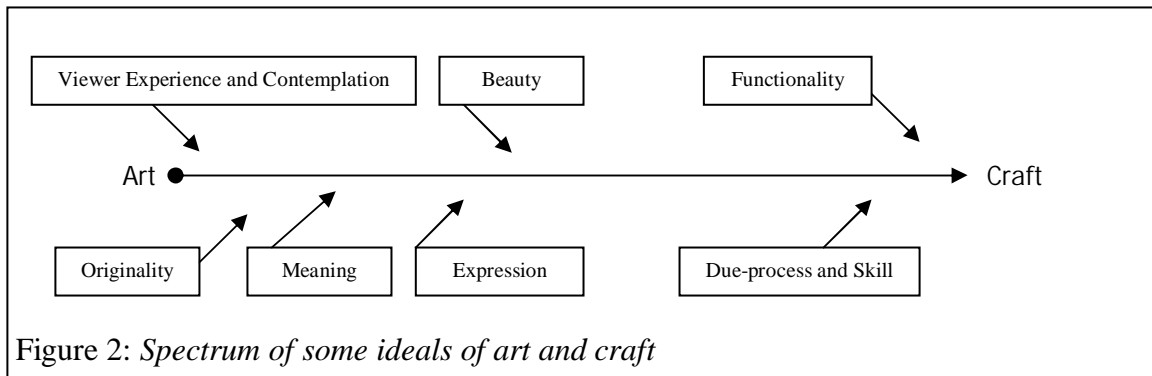 Viewer Experience and Contemplation
Beauty
Functionality
Art
Craft
Originality
Meaning
Expression
Due-process and Skill
Figure 2: Spectrum of some ideals of art and craft